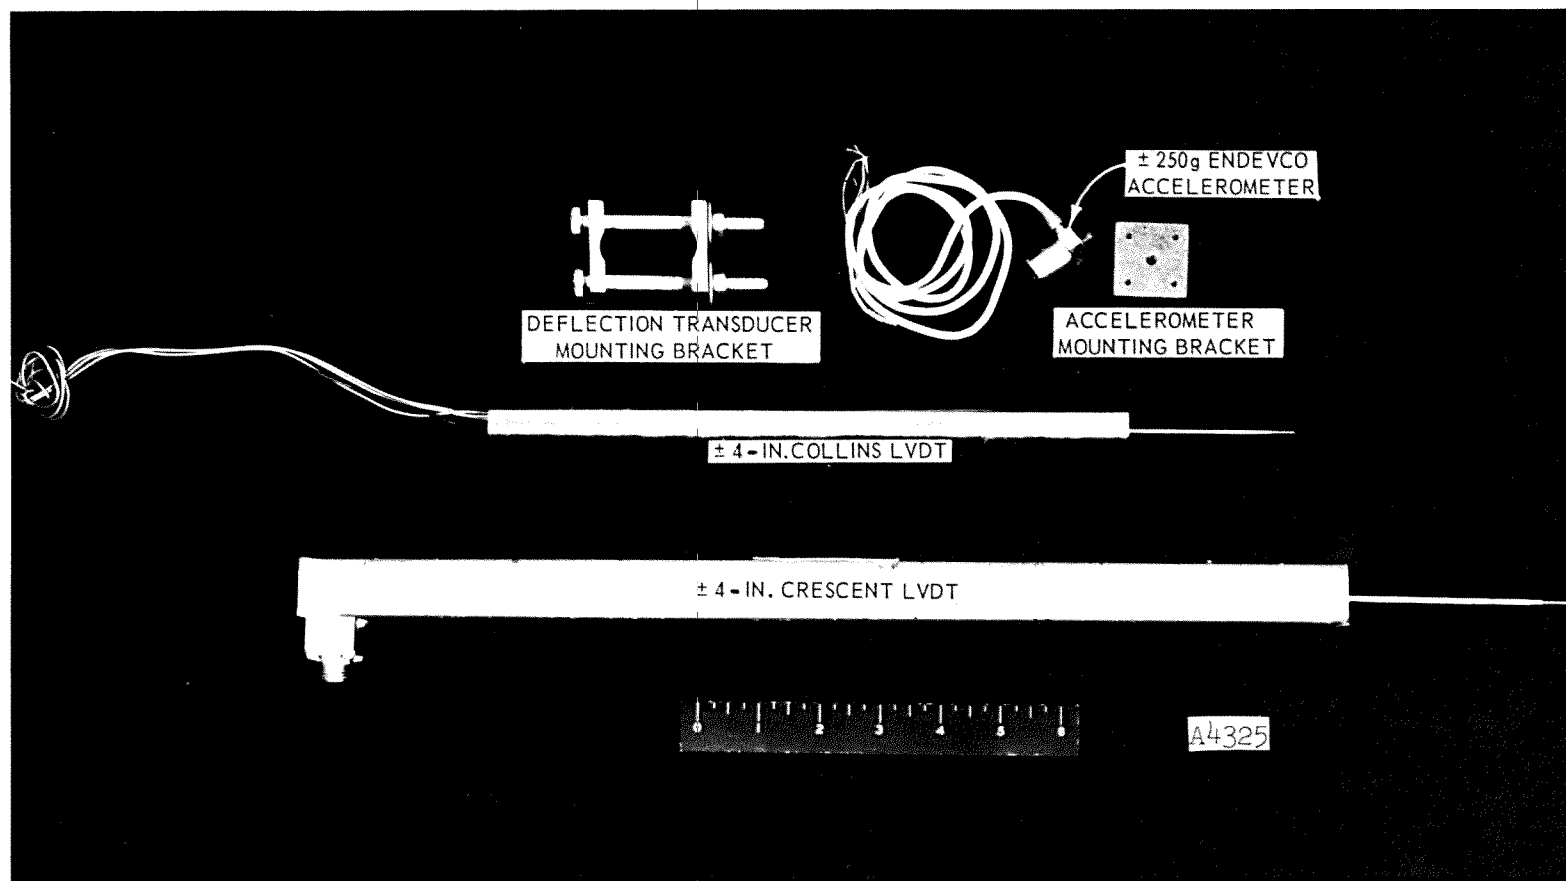 ± 250g ENDEVCO
ACCELEROMETER
DEFLECTION TRANSDUCER
MOUNTING BRACKET
ACCELEROMETER
MOUNTING BRACKET
± 4-IN. COLLINS LVDT
± 4-IN. CRESCENT LVDT
0 1 2 3 4 5 6
A4325